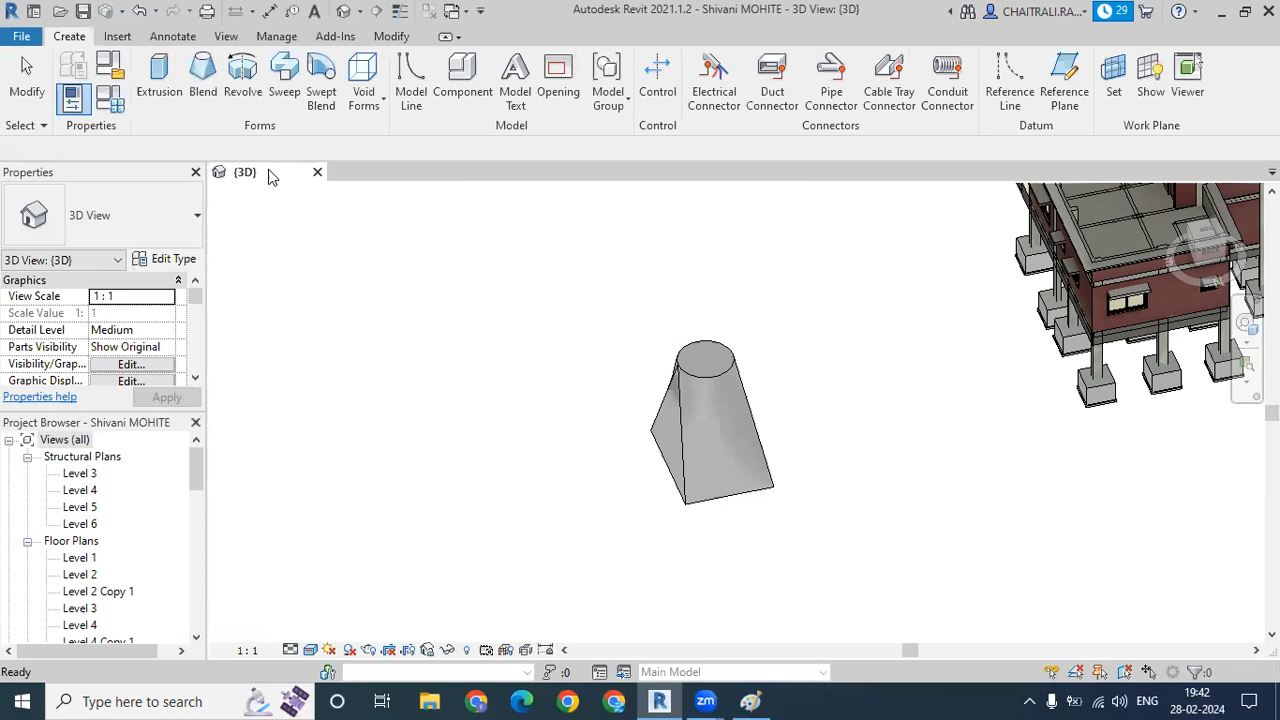 Autodesk Revit 2021.1.2 - Shivani MOHITE - 3D View: {3D}
CHAITRALI.RA...
29
File Create Insert Annotate View Manage Add-Ins Modify
Modify
Extrusion Blend Revolve Sweep Swept Blend Void Forms
Model Line Component Model Text Opening Model Group
Control
Electrical Connector Duct Connector Pipe Connector Cable Tray Connector Conduit Connector
Reference Line Reference Plane
Set Show Viewer
Select Properties Forms Model Control Connectors Datum Work Plane
Properties
{3D}
3D View
3D View: {3D} Edit Type
Graphics
View Scale 1 : 1
Scale Value 1: 1
Detail Level Medium
Parts Visibility Show Original
Visibility/Grap... Edit...
Graphic Displ... Edit...
Properties help Apply
Project Browser - Shivani MOHITE
Views (all)
Structural Plans
Level 3
Level 4
Level 5
Level 6
Floor Plans
Level 1
Level 2
Level 2 Copy 1
Level 3
Level 4
Level 4 Copy 1
1 : 1
Ready
:0
Main Model
:0
Type here to search
R
zm
ENG
19:42
28-02-2024